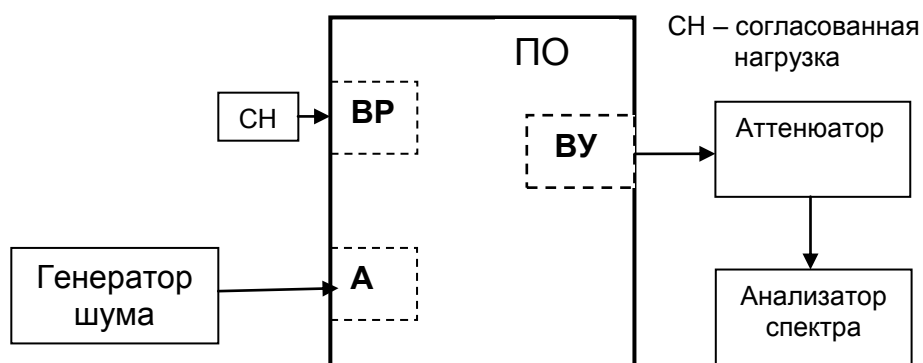 ПО
СН – согласованная
нагрузка
СН
ВР
ВУ
Аттенюатор
Генератор
шума
А
Анализатор
спектра